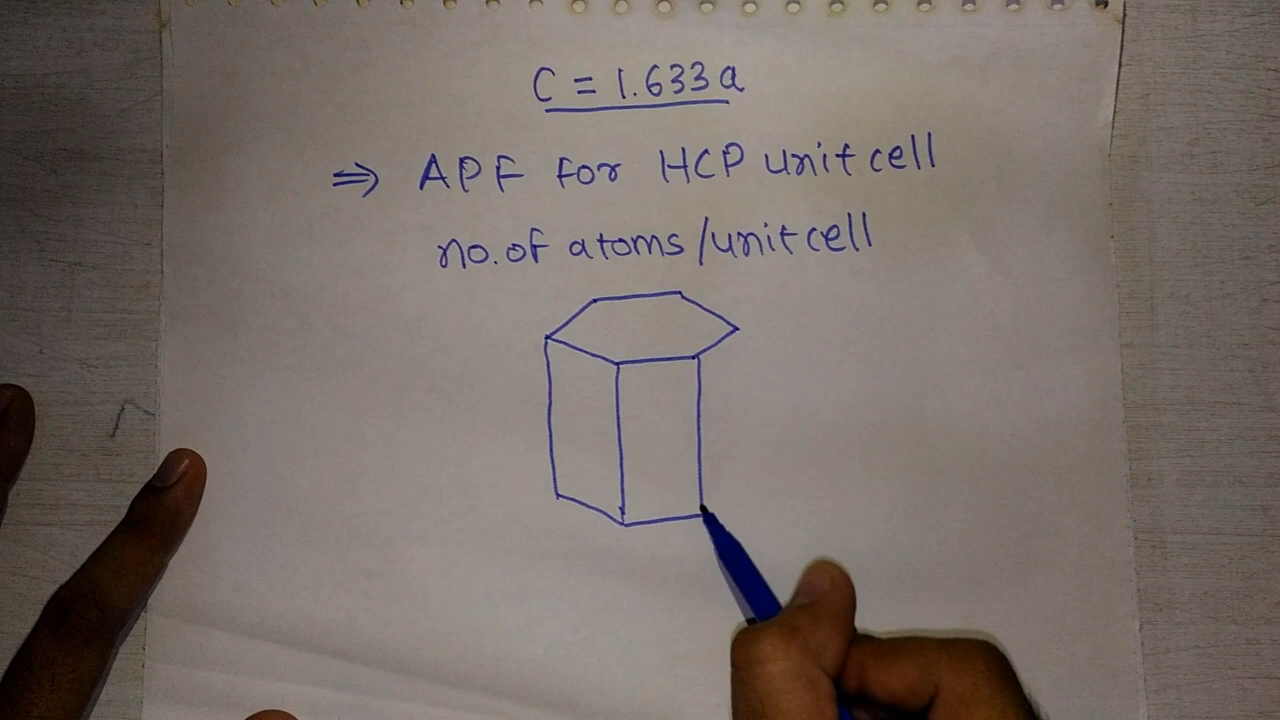 C = 1.633a
⇒ APF for HCP unit cell
no. of atoms/unit cell